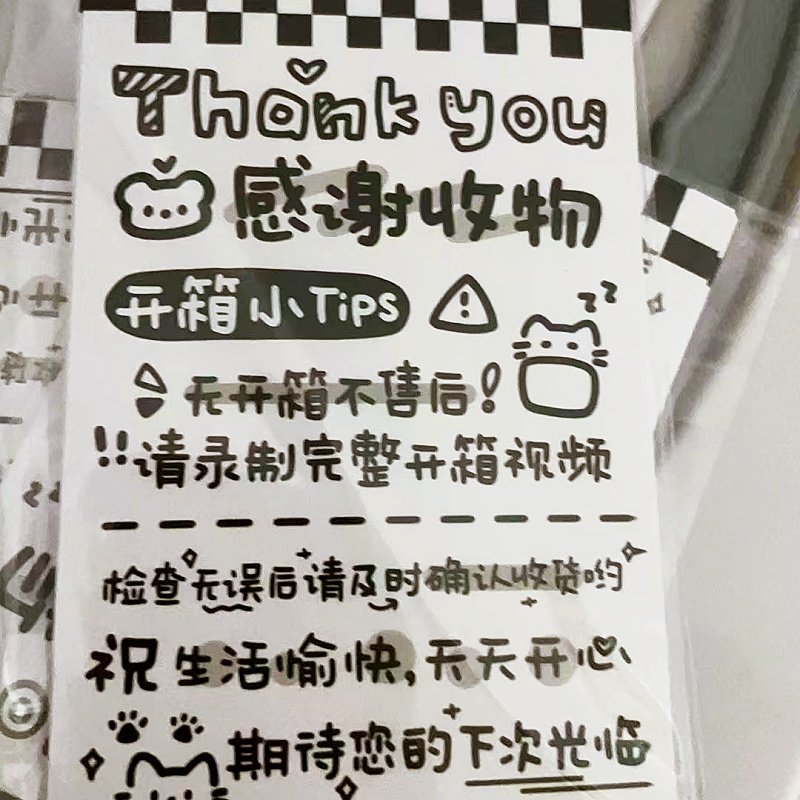 Thank you
感谢收物
开箱小Tips
无开箱不售后!
!!请录制完整开箱视频
检查无误后请及时确认收货哟
祝生活愉快,天天开心
期待您的下次光临